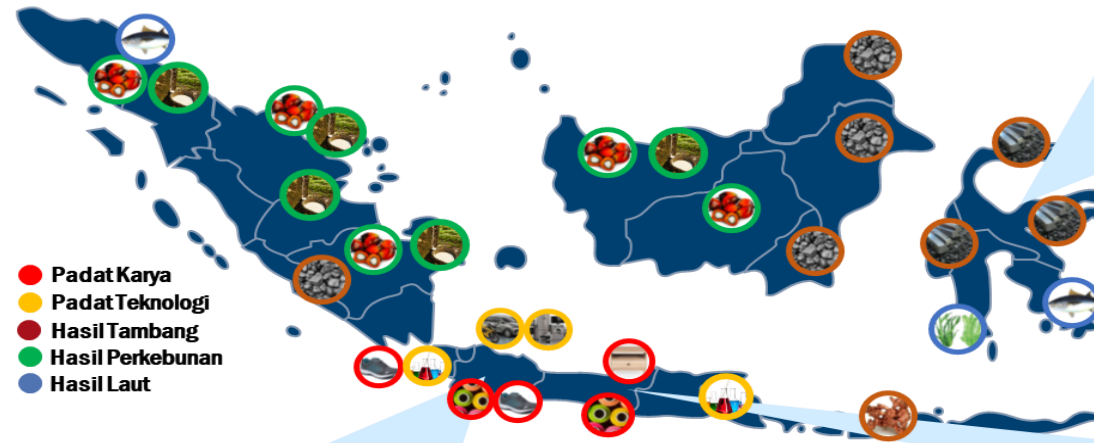 Padat Karya
Padat Teknologi
Hasil Tambang
Hasil Perkebunan
Hasil Laut